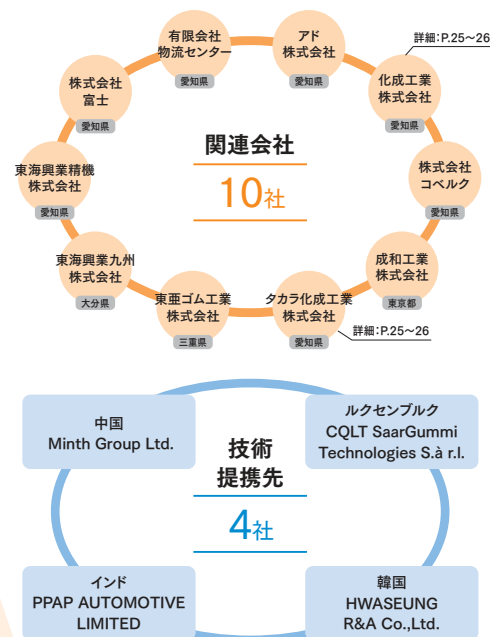 有限会社
物流センター
愛知県
アド
株式会社
愛知県
詳細:P.25〜26
化成工業
株式会社
愛知県
株式会社
富士
愛知県
関連会社
10社
株式会社
コベルク
愛知県
東海興業精機
株式会社
愛知県
東海興業九州
株式会社
大分県
成和工業
株式会社
東京都
東亜ゴム工業
株式会社
三重県
タカラ化成工業
株式会社
愛知県
詳細:P.25〜26
中国
Minth Group Ltd.
ルクセンブルク
CQLT SaarGummi
Technologies S.à r.l.
技術
提携先
4社
インド
PPAP AUTOMOTIVE
LIMITED
韓国
HWASEUNG
R&A Co.,Ltd.